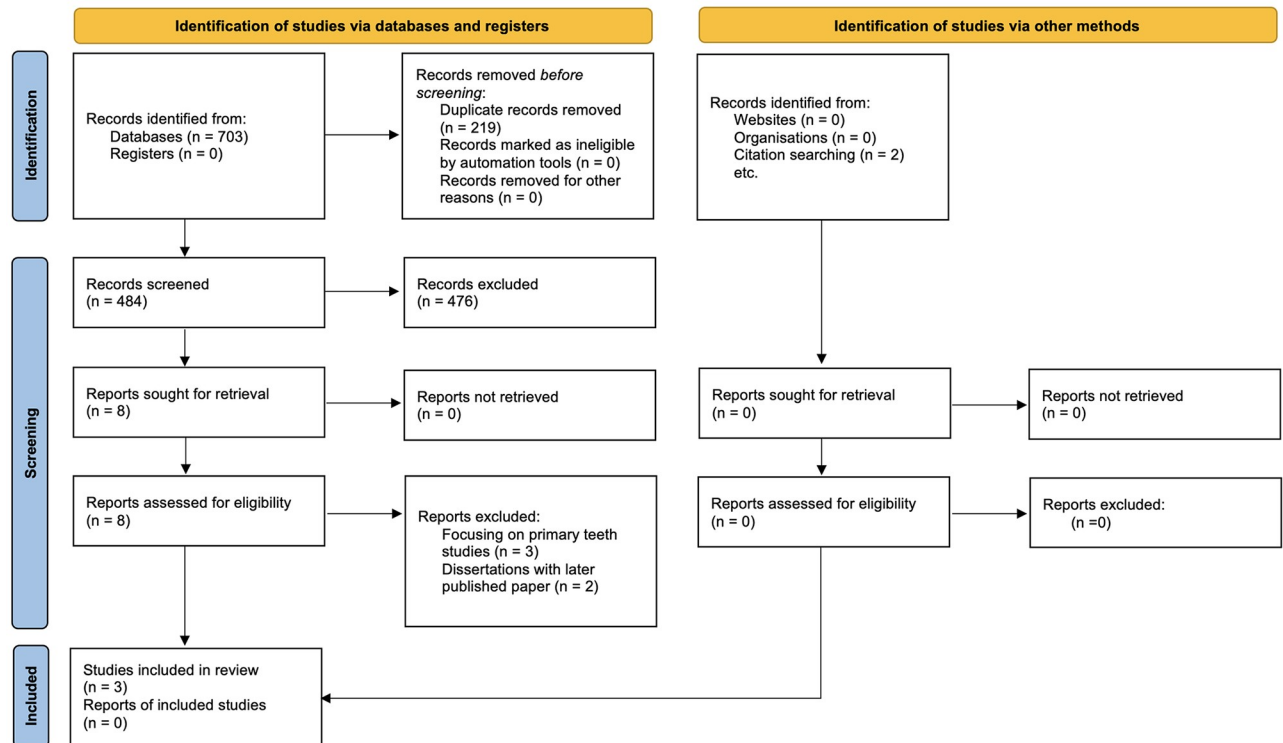 Identification of studies via databases and registers
Identification of studies via other methods
Identification
Records identified from:
Databases (n = 703)
Registers (n = 0)
Records removed before
screening:
Duplicate records removed
(n = 219)
Records marked as ineligible
by automation tools (n = 0)
Records removed for other
reasons (n = 0)
Records identified from:
Websites (n = 0)
Organisations (n = 0)
Citation searching (n = 2)
etc.
Screening
Records screened
(n = 484)
Records excluded
(n = 476)
Reports sought for retrieval
(n = 8)
Reports not retrieved
(n = 0)
Reports sought for retrieval
(n = 0)
Reports not retrieved
(n = 0)
Reports assessed for eligibility
(n = 8)
Reports excluded:
Focusing on primary teeth
studies (n = 3)
Dissertations with later
published paper (n = 2)
Reports assessed for eligibility
(n = 0)
Reports excluded:
(n =0)
Included
Studies included in review
(n = 3)
Reports of included studies
(n = 0)